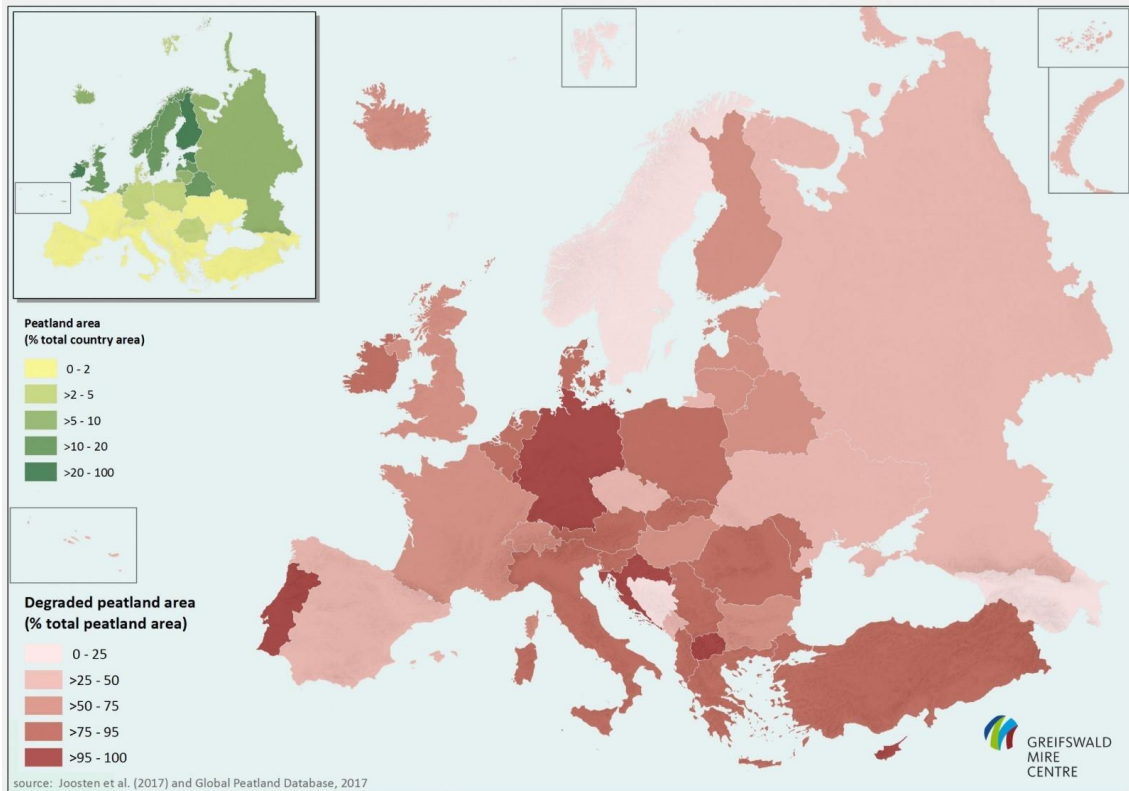 Peatland area
(% total country area)
0 - 2
>2 - 5
>5 - 10
>10 - 20
>20 - 100
Degraded peatland area
(% total peatland area)
0 - 25
>25 - 50
>50 - 75
>75 - 95
>95 - 100
GREIFSWALD
MIRE
CENTRE
source: Joosten et al. (2017) and Global Peatland Database, 2017